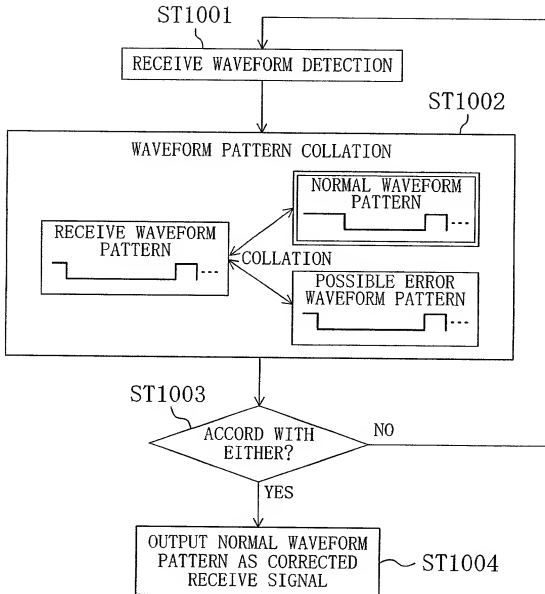 ST1001
RECEIVE WAVEFORM DETECTION
ST1002
WAVEFORM PATTERN COLLATION
NORMAL WAVEFORM
PATTERN
RECEIVE WAVEFORM
PATTERN
COLLATION
POSSIBLE ERROR
WAVEFORM PATTERN
ST1003
ACCORD WITH
EITHER?
NO
YES
OUTPUT NORMAL WAVEFORM
PATTERN AS CORRECTED
RECEIVE SIGNAL
ST1004